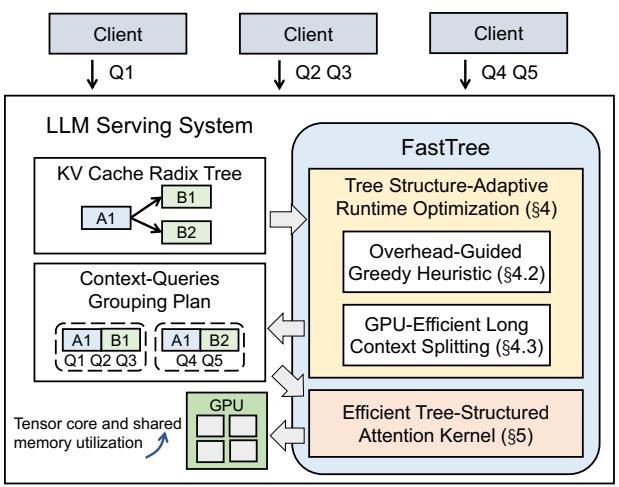 Client
Client
Client
Q1
Q2 Q3
Q4 Q5
LLM Serving System
KV Cache Radix Tree
A1
B1
B2
Context-Queries
Grouping Plan
A1 B1
A1 B2
Q1 Q2 Q3
Q4 Q5
FastTree
Tree Structure-Adaptive
Runtime Optimization (§4)
Overhead-Guided
Greedy Heuristic (§4.2)
GPU-Efficient Long
Context Splitting (§4.3)
Efficient Tree-Structured
Attention Kernel (§5)
GPU
Tensor core and shared
memory utilization